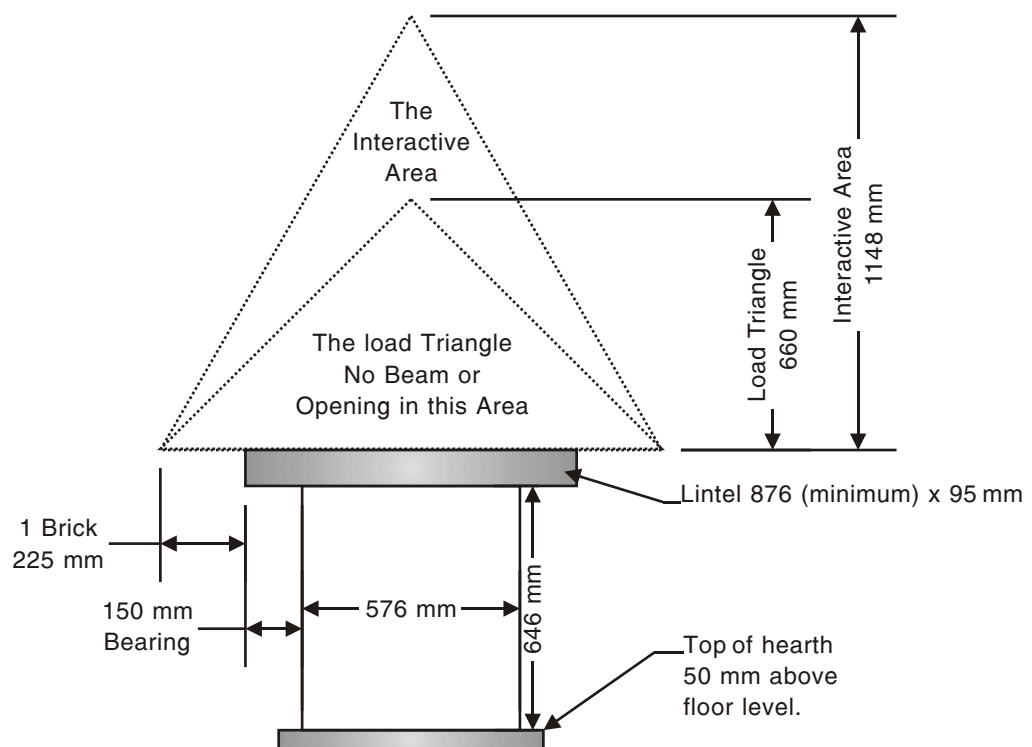 The
Interactive
Area
The load Triangle
No Beam or
Opening in this Area
Load Triangle
660 mm
Interactive Area
1148 mm
Lintel 876 (minimum) x 95 mm
1 Brick
225 mm
150 mm
Bearing
576 mm
646 mm
Top of hearth
50 mm above
floor level.